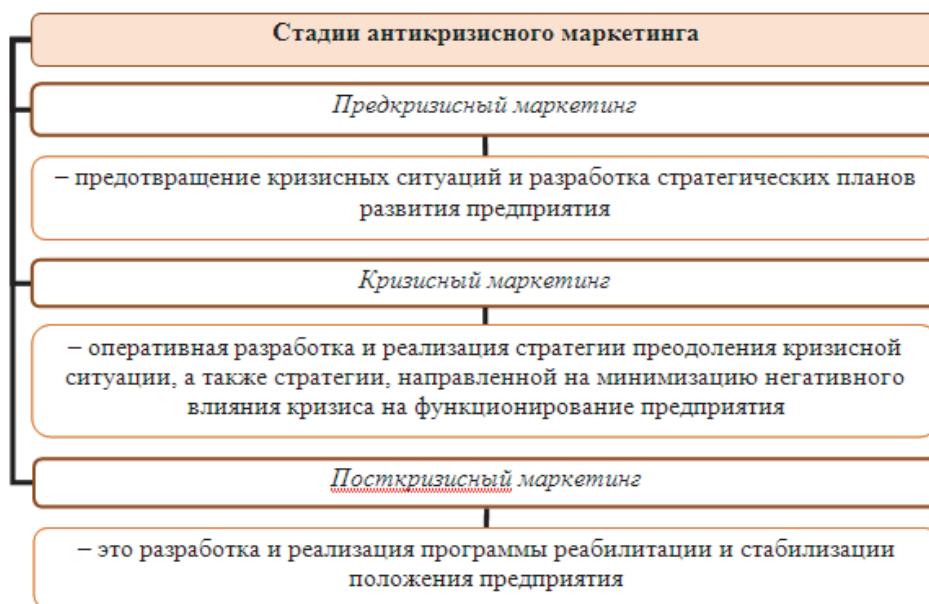 Стадии антикризисного маркетинга
Предкризисный маркетинг
– предотвращение кризисных ситуаций и разработка стратегических планов
развития предприятия
Кризисный маркетинг
– оперативная разработка и реализация стратегии преодоления кризисной
ситуации, а также стратегии, направленной на минимизацию негативного
влияния кризиса на функционирование предприятия
Посткризисный маркетинг
– это разработка и реализация программы реабилитации и стабилизации
положения предприятия